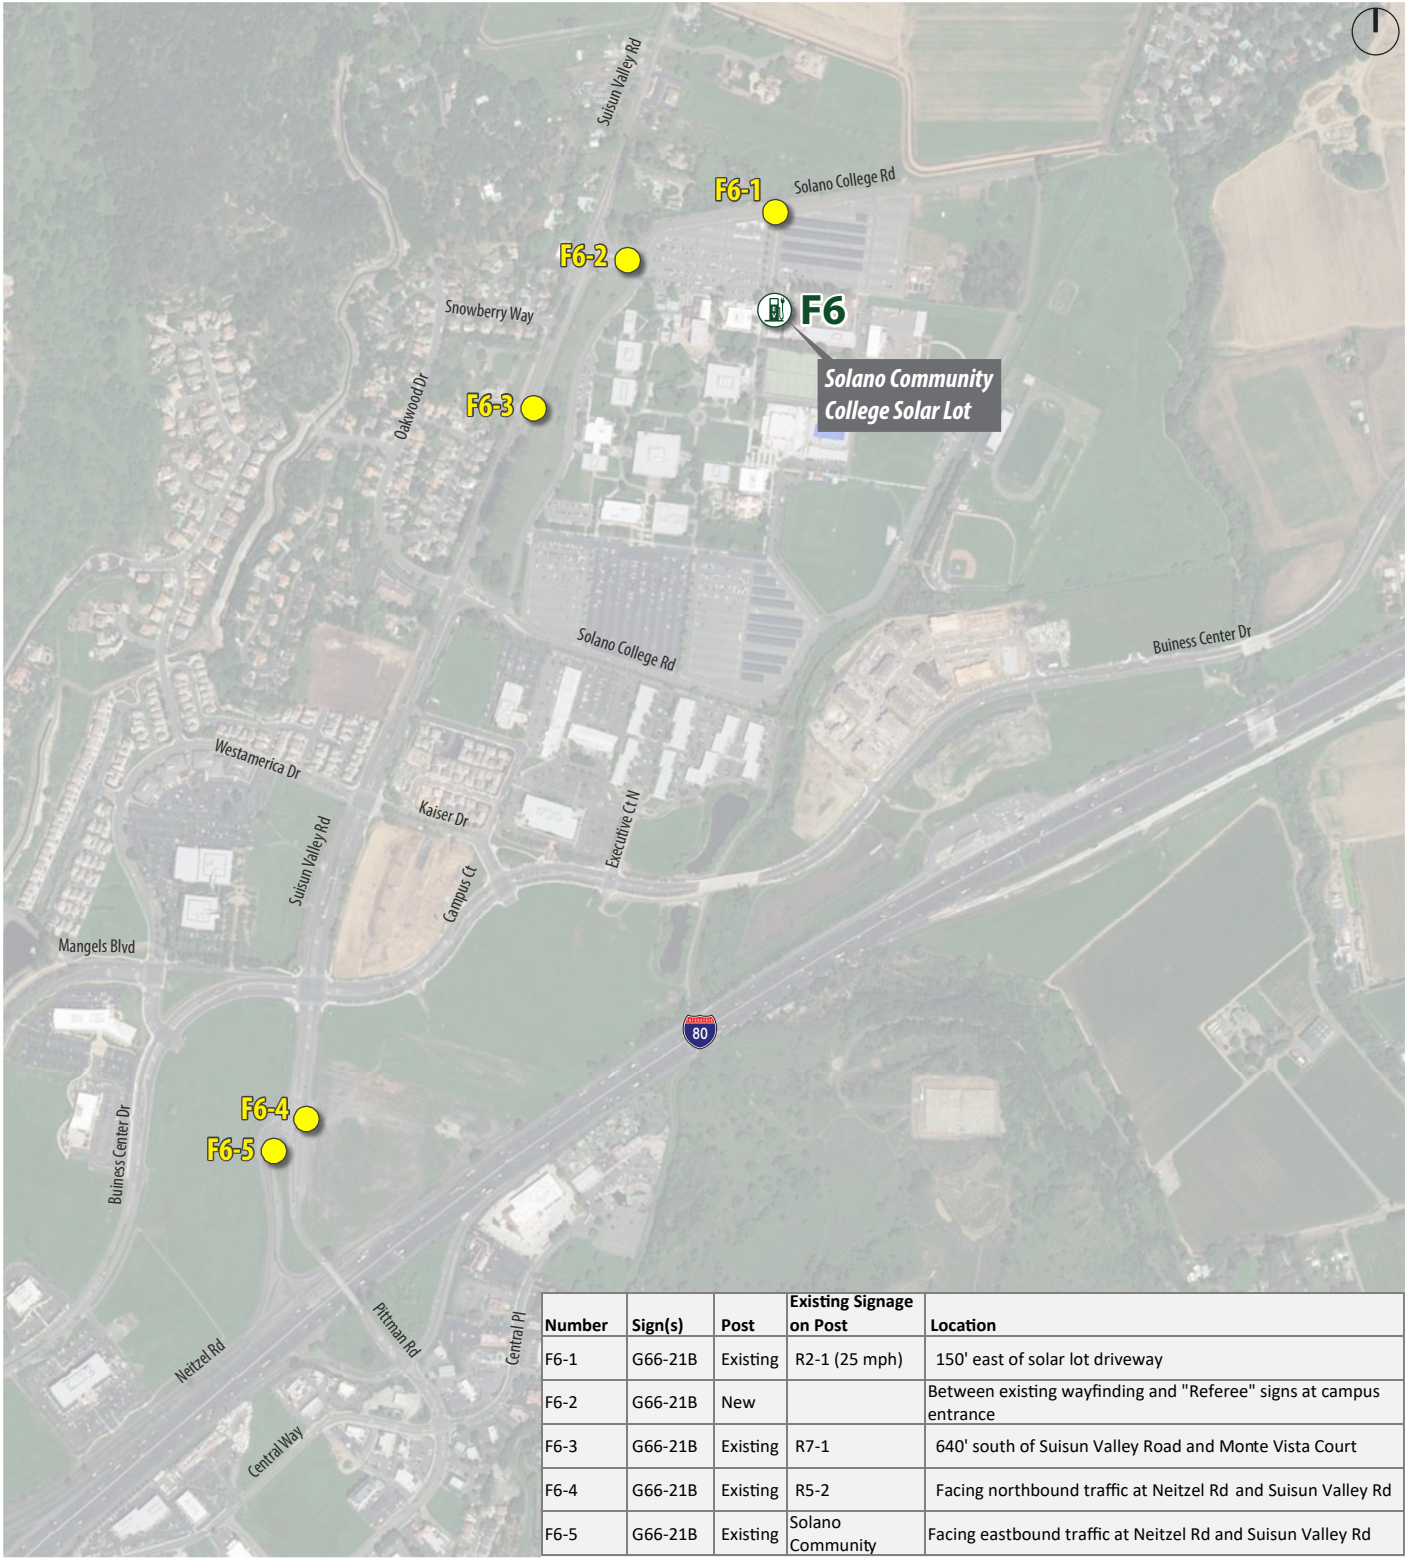 Suisun Valley Rd
F6-1
Solano College Rd
F6-2
F6
EV
Snowberry Way
Solano Community
College Solar Lot
Oakwood Dr
F6-3
Solano College Rd
Buiness Center Dr
Westamerica Dr
Kaiser Dr
Executive Ct N
Suisun Valley Rd
Campus Ct
Mangels Blvd
INTERSTATE
80
F6-4
F6-5
Buiness Center Dr
Pittman Rd
Central Pl
Neitzel Rd
Central Way
Number Sign(s) Post Existing Signage on Post Location
F6-1 G66-21B Existing R2-1 (25 mph) 150' east of solar lot driveway
F6-2 G66-21B New Between existing wayfinding and "Referee" signs at campus entrance
F6-3 G66-21B Existing R7-1 640' south of Suisun Valley Road and Monte Vista Court
F6-4 G66-21B Existing R5-2 Facing northbound traffic at Neitzel Rd and Suisun Valley Rd
F6-5 G66-21B Existing Solano Community Facing eastbound traffic at Neitzel Rd and Suisun Valley Rd